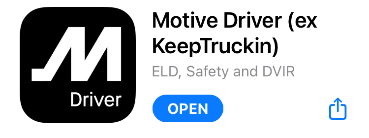 Motive Driver (ex
KeepTruckin)
ELD, Safety and DVIR
M
Driver
OPEN